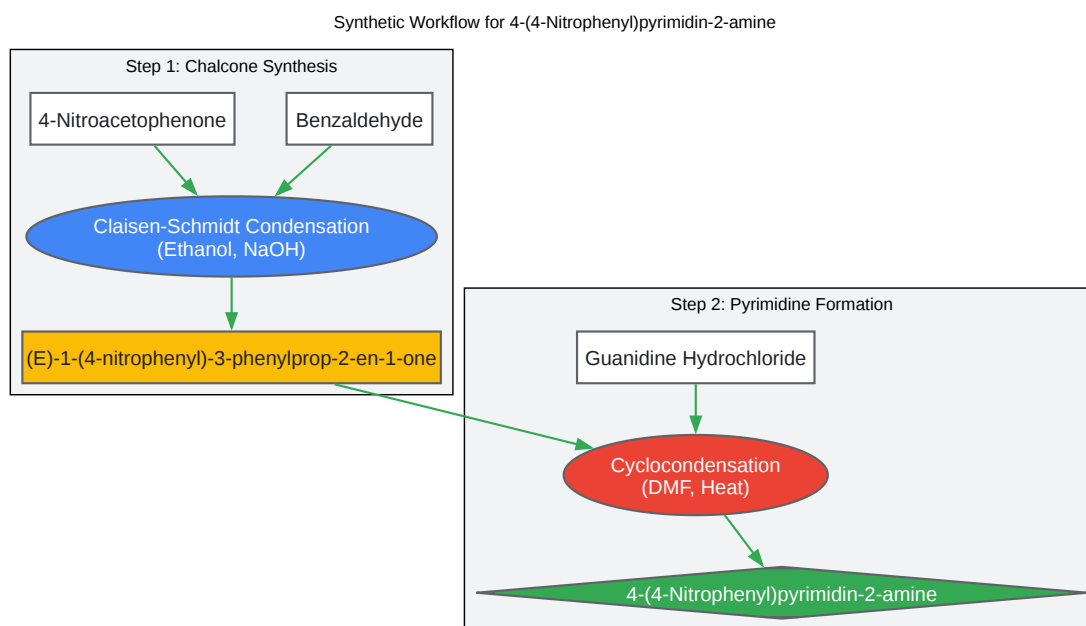 Synthetic Workflow for 4-(4-Nitrophenyl)pyrimidin-2-amine
Step 1: Chalcone Synthesis
4-Nitroacetophenone
Benzaldehyde
Claisen-Schmidt Condensation
(Ethanol, NaOH)
(E)-1-(4-nitrophenyl)-3-phenylprop-2-en-1-one
Step 2: Pyrimidine Formation
Guanidine Hydrochloride
Cyclocondensation
(DMF, Heat)
4-(4-Nitrophenyl)pyrimidin-2-amine